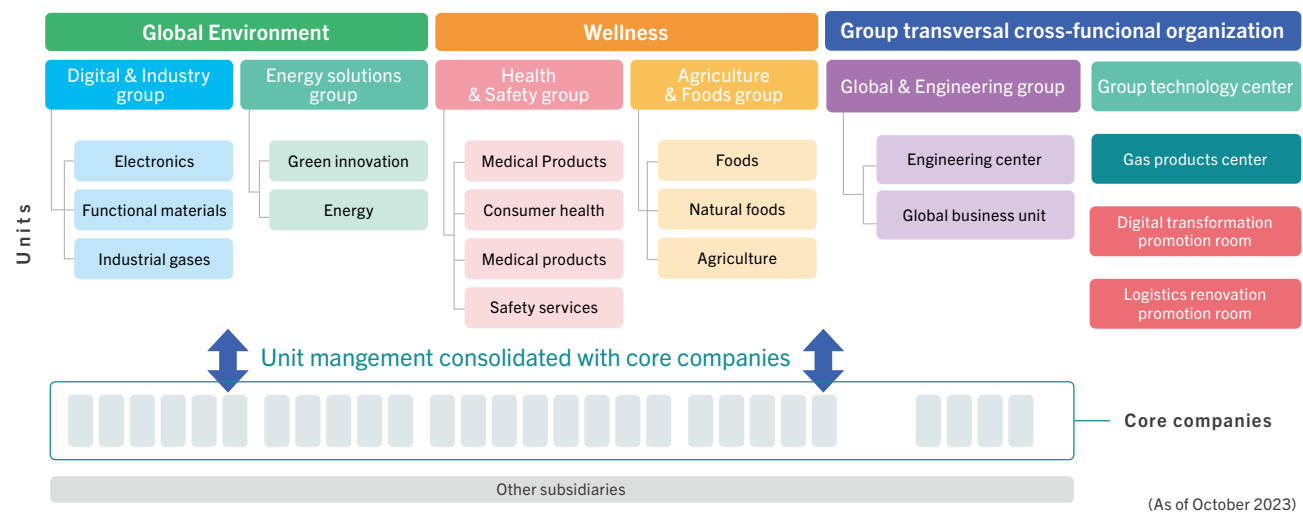 Global Environment
Wellness
Group transversal cross-funcional organization
Digital & Industry
group
Energy solutions
group
Health
& Safety group
Agriculture
& Foods group
Global & Engineering group
Group technology center
Units
Electronics
Functional materials
Industrial gases
Green innovation
Energy
Medical Products
Consumer health
Medical products
Safety services
Foods
Natural foods
Agriculture
Engineering center
Global business unit
Gas products center
Digital transformation
promotion room
Logistics renovation
promotion room
Unit mangement consolidated with core companies
Core companies
Other subsidiaries
(As of October 2023)